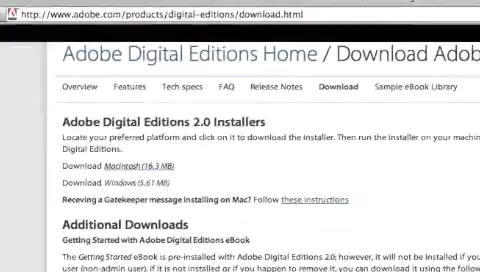 http://www.adobe.com/products/digital-editions/download.html
Adobe Digital Editions Home / Download Adob
Overview Features Tech specs FAQ Release Notes Download Sample eBook Library
Adobe Digital Editions 2.0 Installers
Locate your preferred platform and click on it to download the installer. Then run the installer on your machin
Digital Editions.
Download Macintosh (16.3 MB)
Download Windows (5.61 MB)
Receving a Gatekeeper message installing on Mac? Follow these instructions
Additional Downloads
Getting Started with Adobe Digital Editions eBook
The Getting Started eBook is pre-installed with Adobe Digital Editions 2.0; however, it will not be installed if yo
user (non-admin user). If it is not installed or if you happen to remove it, you can download it using the follow